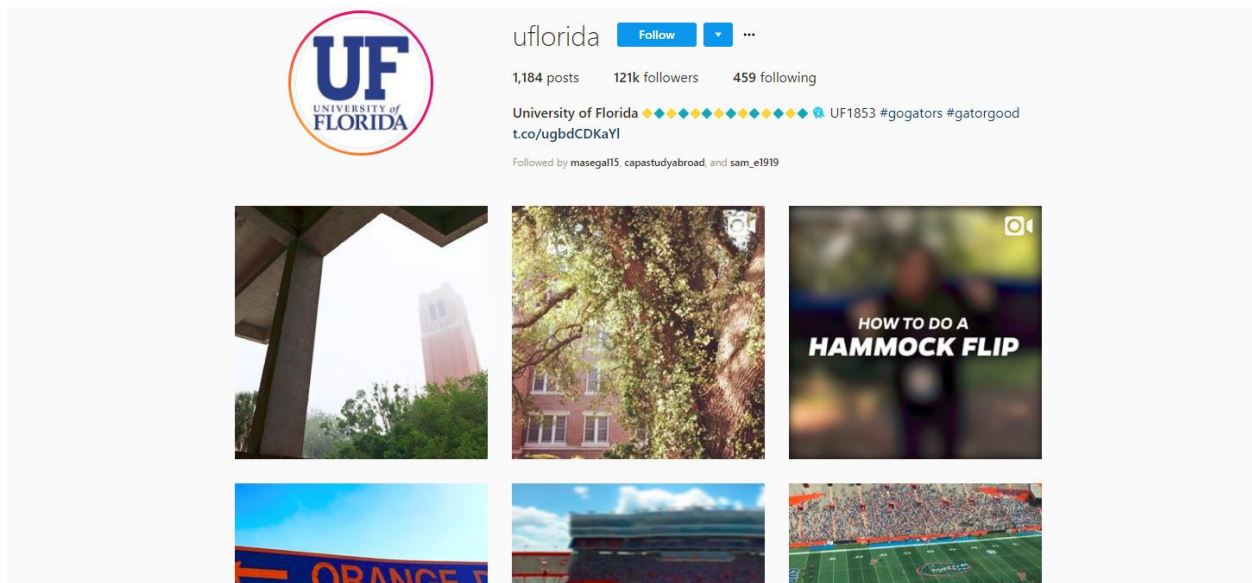 UF
UNIVERSITY of
FLORIDA
uflorida Follow
1,184 posts 121k followers 459 following
University of Florida UF1853 #gogators #gatorgood
t.co/ugbdCDKaYl
Followed by masegal15, capastudyabroad, and sam_e1919
HOW TO DO A
HAMMOCK FLIP
ORANGE